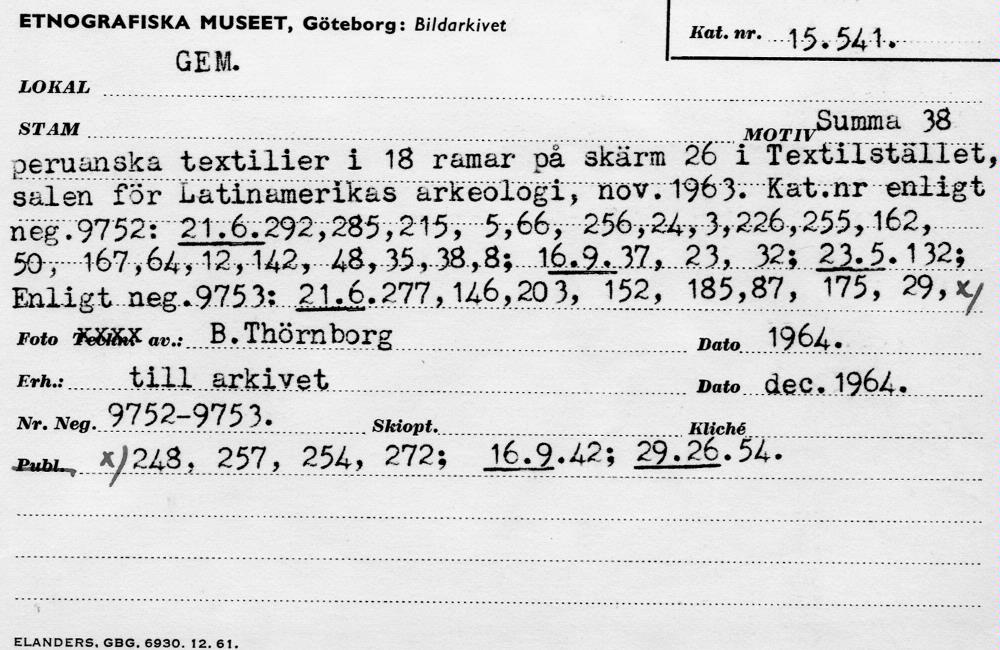 ETNOGRAFISKA MUSEET, Göteborg: Bildarkivet
Kat. nr. 15.541.
GEM.
LOKAL
STAM MOTIV Summa 38
peruanska textilier i 18 ramar på skärm 26 i Textilstället,
salen för Latinamerikas arkeologi, nov.1963. Kat.nr enligt
neg.9752: 21.6.292,285,215, 5,66, 256,24,3,226,255,162,
50, 167,64,12,142, 48,35,38,8; 16.9.37, 23, 32; 23.5.132;
Enligt neg.9753: 21.6.277,146,203, 152, 185,87, 175, 29,x/
Foto Teckn. av.: B.Thörnborg Dato 1964.
Erh.: till arkivet Dato dec.1964.
Nr. Neg. 9752-9753. Skiopt. Kliché
Publ. x/248, 257, 254, 272; 16.9.42; 29.26.54.
ELANDERS, GBG, 6930. 12. 61.